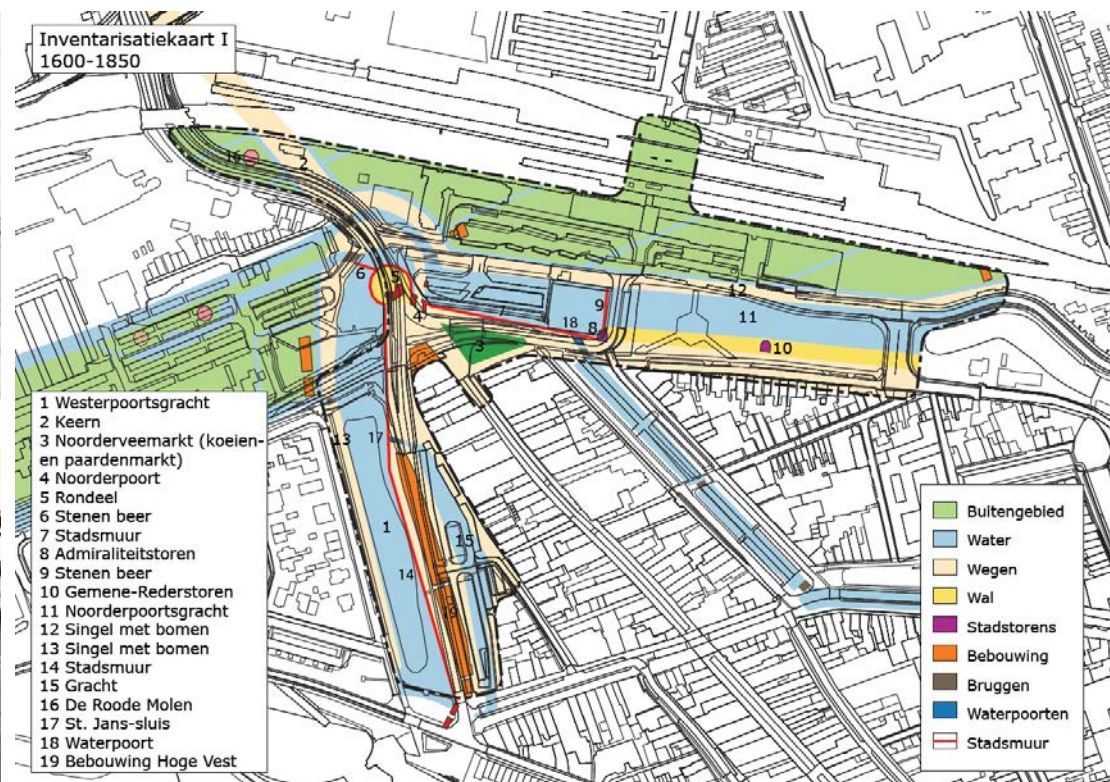 Inventarisatiekaart I
1600-1850
16
2
6
5
4
7
3
18
8
9
12
11
10
13
17
1
14
15
19
1 Westerpoortsgracht
2 Keern
3 Noorderveemarkt (koeien-
en paardenmarkt)
4 Noorderpoort
5 Rondeel
6 Stenen beer
7 Stadsmuur
8 Admiraliteitstoren
9 Stenen beer
10 Gemene-Rederstoren
11 Noorderpoortsgracht
12 Singel met bomen
13 Singel met bomen
14 Stadsmuur
15 Gracht
16 De Roode Molen
17 St. Jans-sluis
18 Waterpoort
19 Bebouwing Hoge Vest
Buitengebied
Water
Wegen
Wal
Stadstorens
Bebouwing
Bruggen
Waterpoorten
Stadsmuur